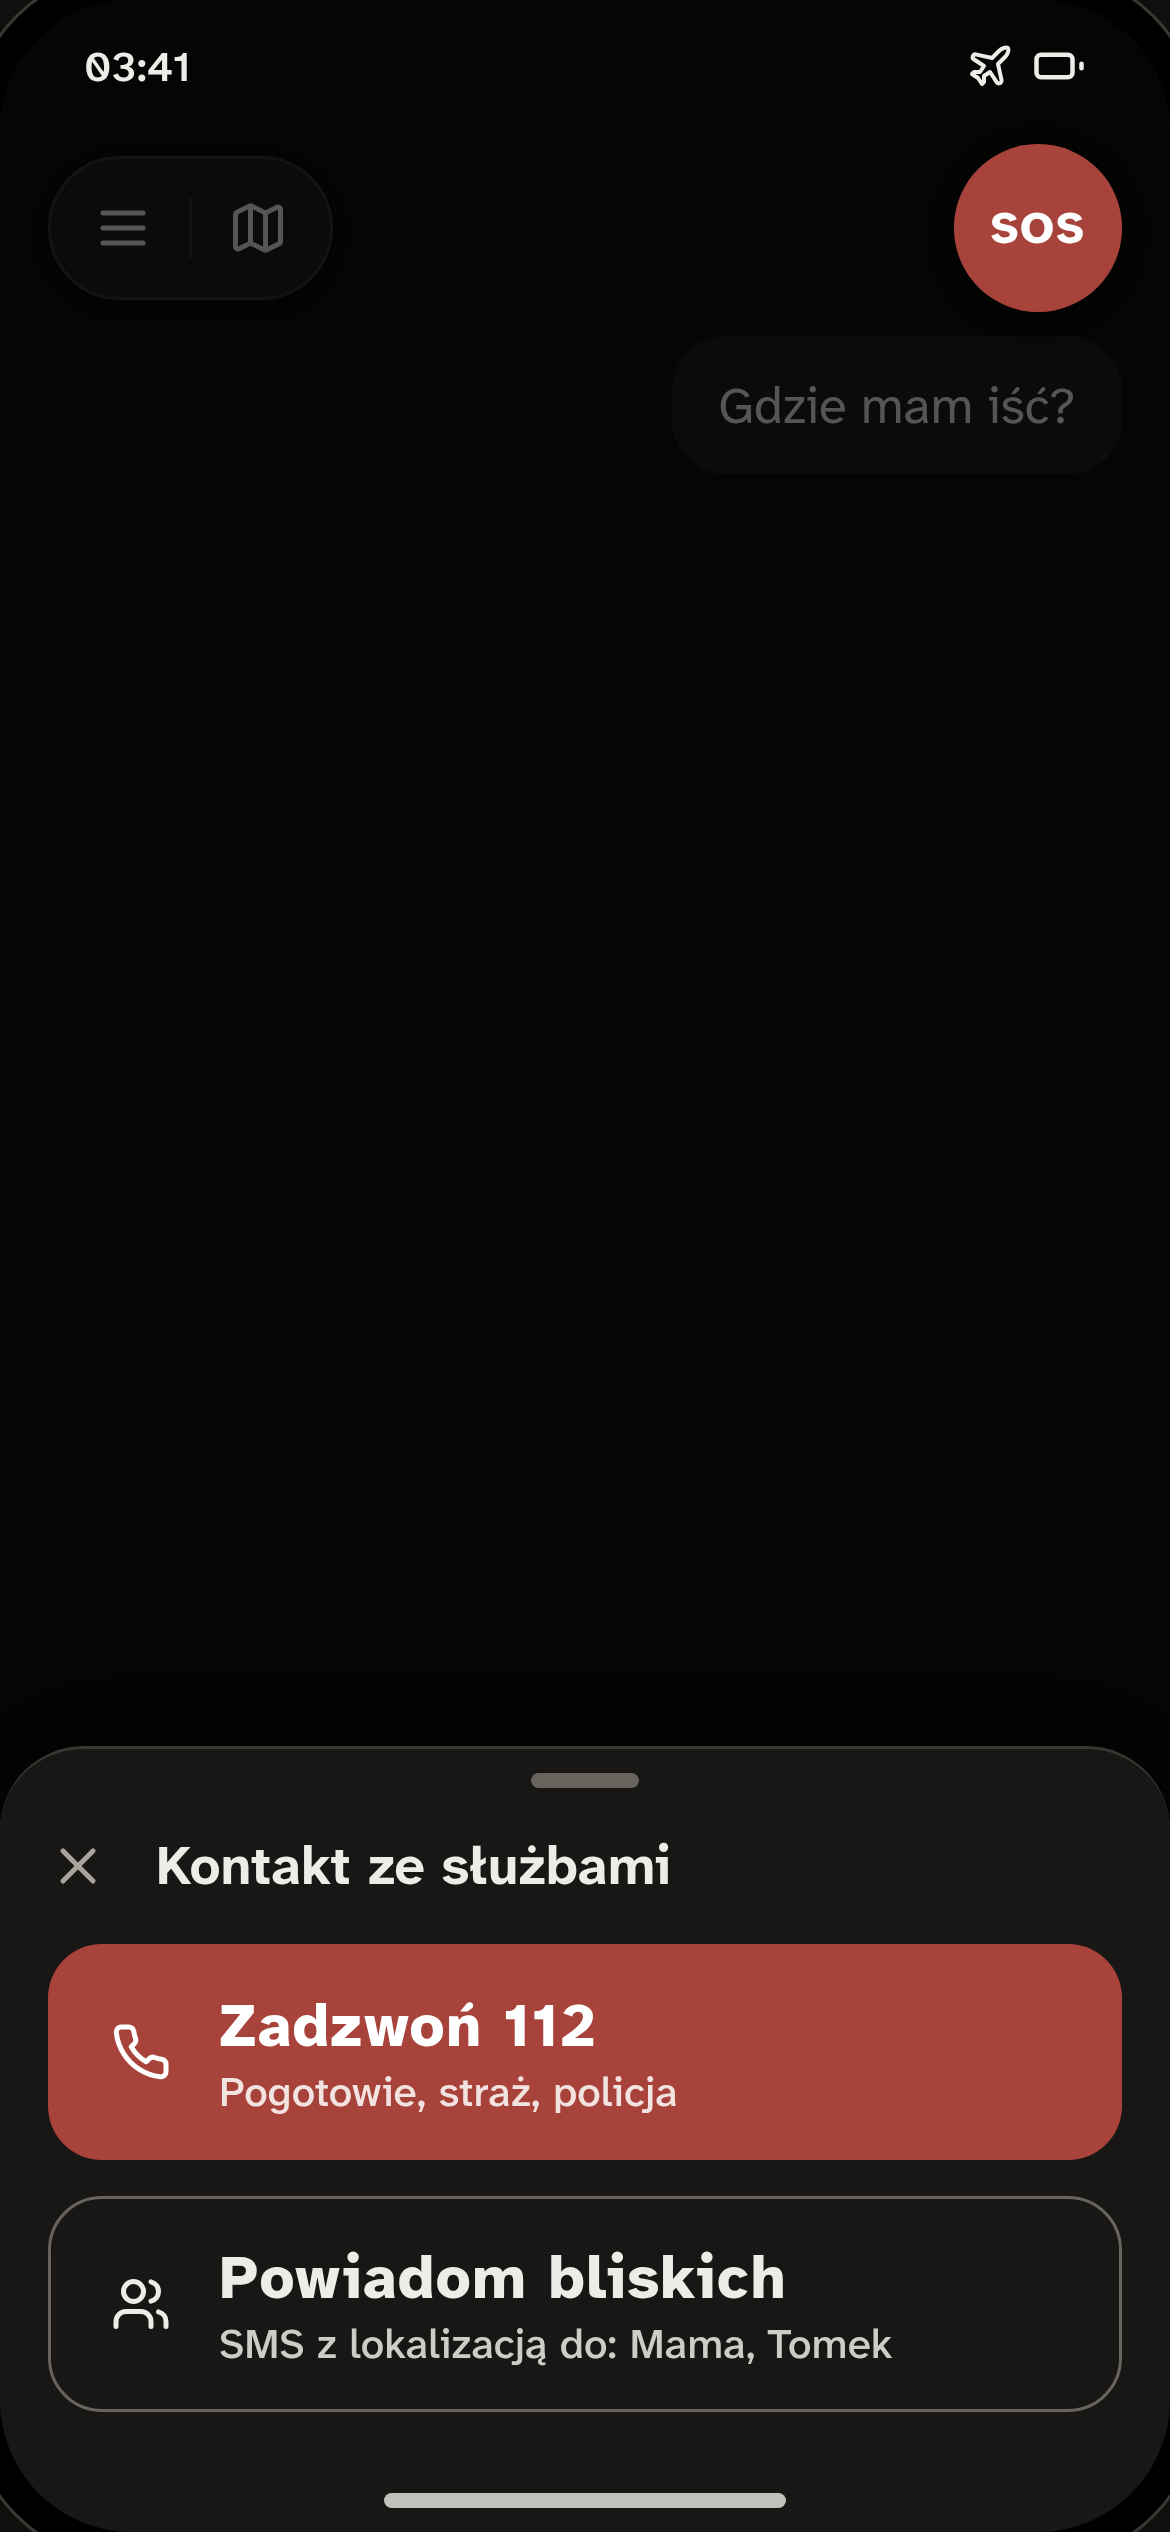 03:41
SOS
Gdzie mam iść?
Kontakt ze służbami
Zadzwoń 112
Pogotowie, straż, policja
Powiadom bliskich
SMS z lokalizacją do: Mama, Tomek